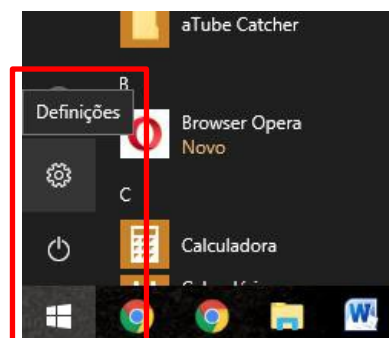 aTube Catcher
B
Definições
Browser Opera
Novo
C
Calculadora
W